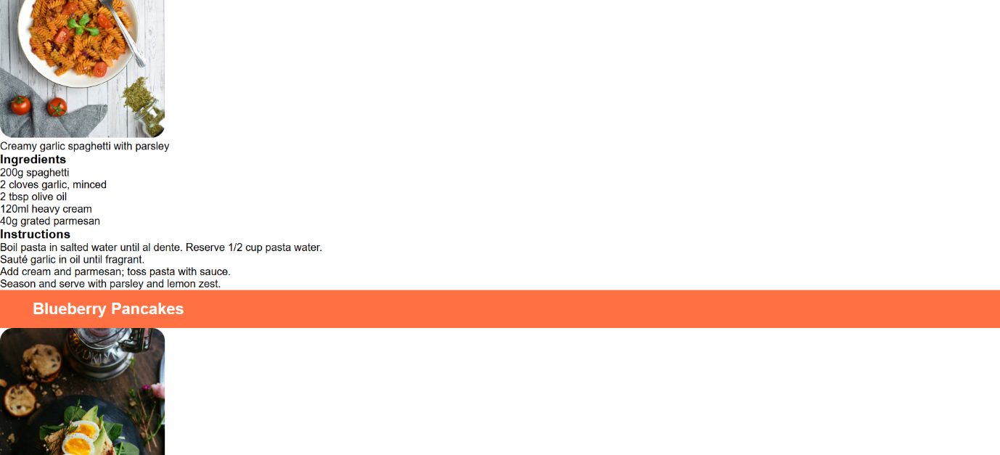 Creamy garlic spaghetti with parsley
Ingredients
200g spaghetti
2 cloves garlic, minced
2 tbsp olive oil
120ml heavy cream
40g grated parmesan
Instructions
Boil pasta in salted water until al dente. Reserve 1/2 cup pasta water.
Sauté garlic in oil until fragrant.
Add cream and parmesan; toss pasta with sauce.
Season and serve with parsley and lemon zest.
Blueberry Pancakes